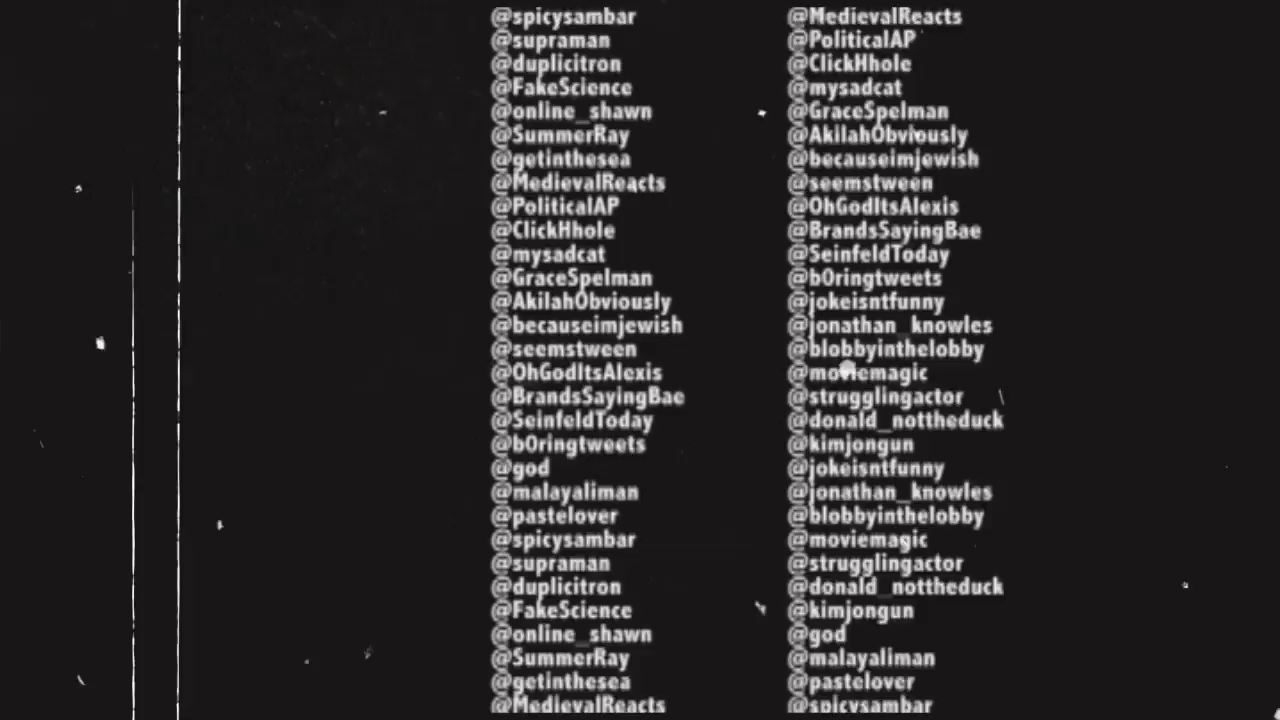 @spicysambar @MedievalReacts
@supraman @PoliticalAP
@duplicitron @ClickHhole
@FakeScience @mysadcat
@online_shawn @GraceSpelman
@SummerRay @AkilahObviously
@getinthesea @becauseimjewish
@MedievalReacts @seemstween
@PoliticalAP @OhGodItsAlexis
@ClickHhole @BrandsSayingBae
@mysadcat @SeinfeldToday
@GraceSpelman @b0ringtweets
@AkilahObviously @jokeisntfunny
@becauseimjewish @jonathan_knowles
@seemstween @blobbyinthelobby
@OhGodItsAlexis @moviemagic
@BrandsSayingBae @strugglingactor
@SeinfeldToday @donald_nottheduck
@b0ringtweets @kimjongun
@god @jokeisntfunny
@malayaliman @jonathan_knowles
@pastelover @blobbyinthelobby
@spicysambar @moviemagic
@supraman @strugglingactor
@duplicitron @donald_nottheduck
@FakeScience @kimjongun
@online_shawn @god
@SummerRay @malayaliman
@getinthesea @pastelover
@MedievalReacts @spicysambar